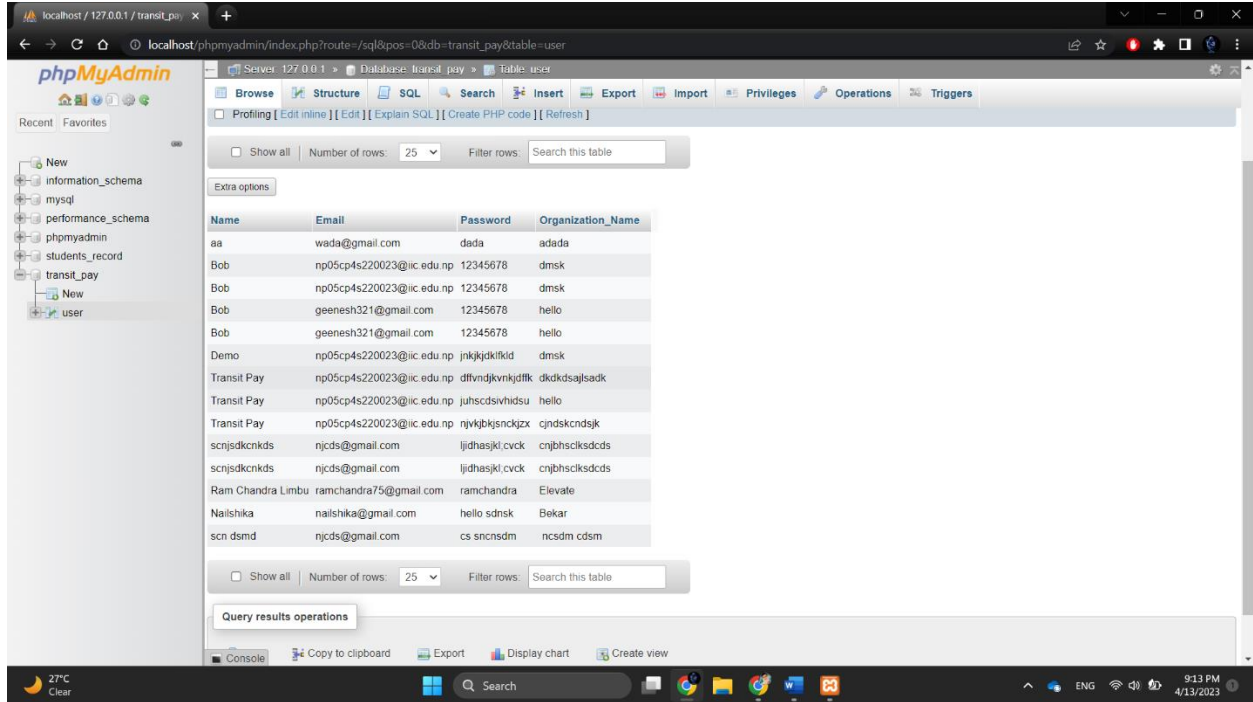 localhost / 127.0.0.1 / transit_pay
localhost/phpmyadmin/index.php?route=/sql&pos=0&db=transit_pay&table=user
phpMyAdmin
Recent Favorites
New
information_schema
mysql
performance_schema
phpmyadmin
students_record
transit_pay
New
user
Server: 127.0.0.1 » Database: transit_pay » Table: user
Browse Structure SQL Search Insert Export Import Privileges Operations Triggers
Profiling [ Edit inline ] [ Edit ] [ Explain SQL ] [ Create PHP code ] [ Refresh ]
Show all Number of rows: 25 Filter rows: Search this table
Extra options
Name Email Password Organization_Name
aa wada@gmail.com dada adada
Bob np05cp4s220023@iic.edu.np 12345678 dmsk
Bob np05cp4s220023@iic.edu.np 12345678 dmsk
Bob geenesh321@gmail.com 12345678 hello
Bob geenesh321@gmail.com 12345678 hello
Demo np05cp4s220023@iic.edu.np jnkjkjdklfkld dmsk
Transit Pay np05cp4s220023@iic.edu.np dffvndjkvnkjdffk dkdkdsajlsadk
Transit Pay np05cp4s220023@iic.edu.np juhscdsivhidsu hello
Transit Pay np05cp4s220023@iic.edu.np njvkjbkjsnckjzx cjndskcndsjk
scnjsdkcnkds njcds@gmail.com ljidhasjkl;cvck cnjbhsclksdcds
scnjsdkcnkds njcds@gmail.com ljidhasjkl;cvck cnjbhsclksdcds
Ram Chandra Limbu ramchandra75@gmail.com ramchandra Elevate
Nailshika nailshika@gmail.com hello sdnsk Bekar
scn dsmd njcds@gmail.com cs sncnsdm ncsdm cdsm
Show all Number of rows: 25 Filter rows: Search this table
Query results operations
Console Copy to clipboard Export Display chart Create view
27°C
Clear
Search
ENG
9:13 PM
4/13/2023